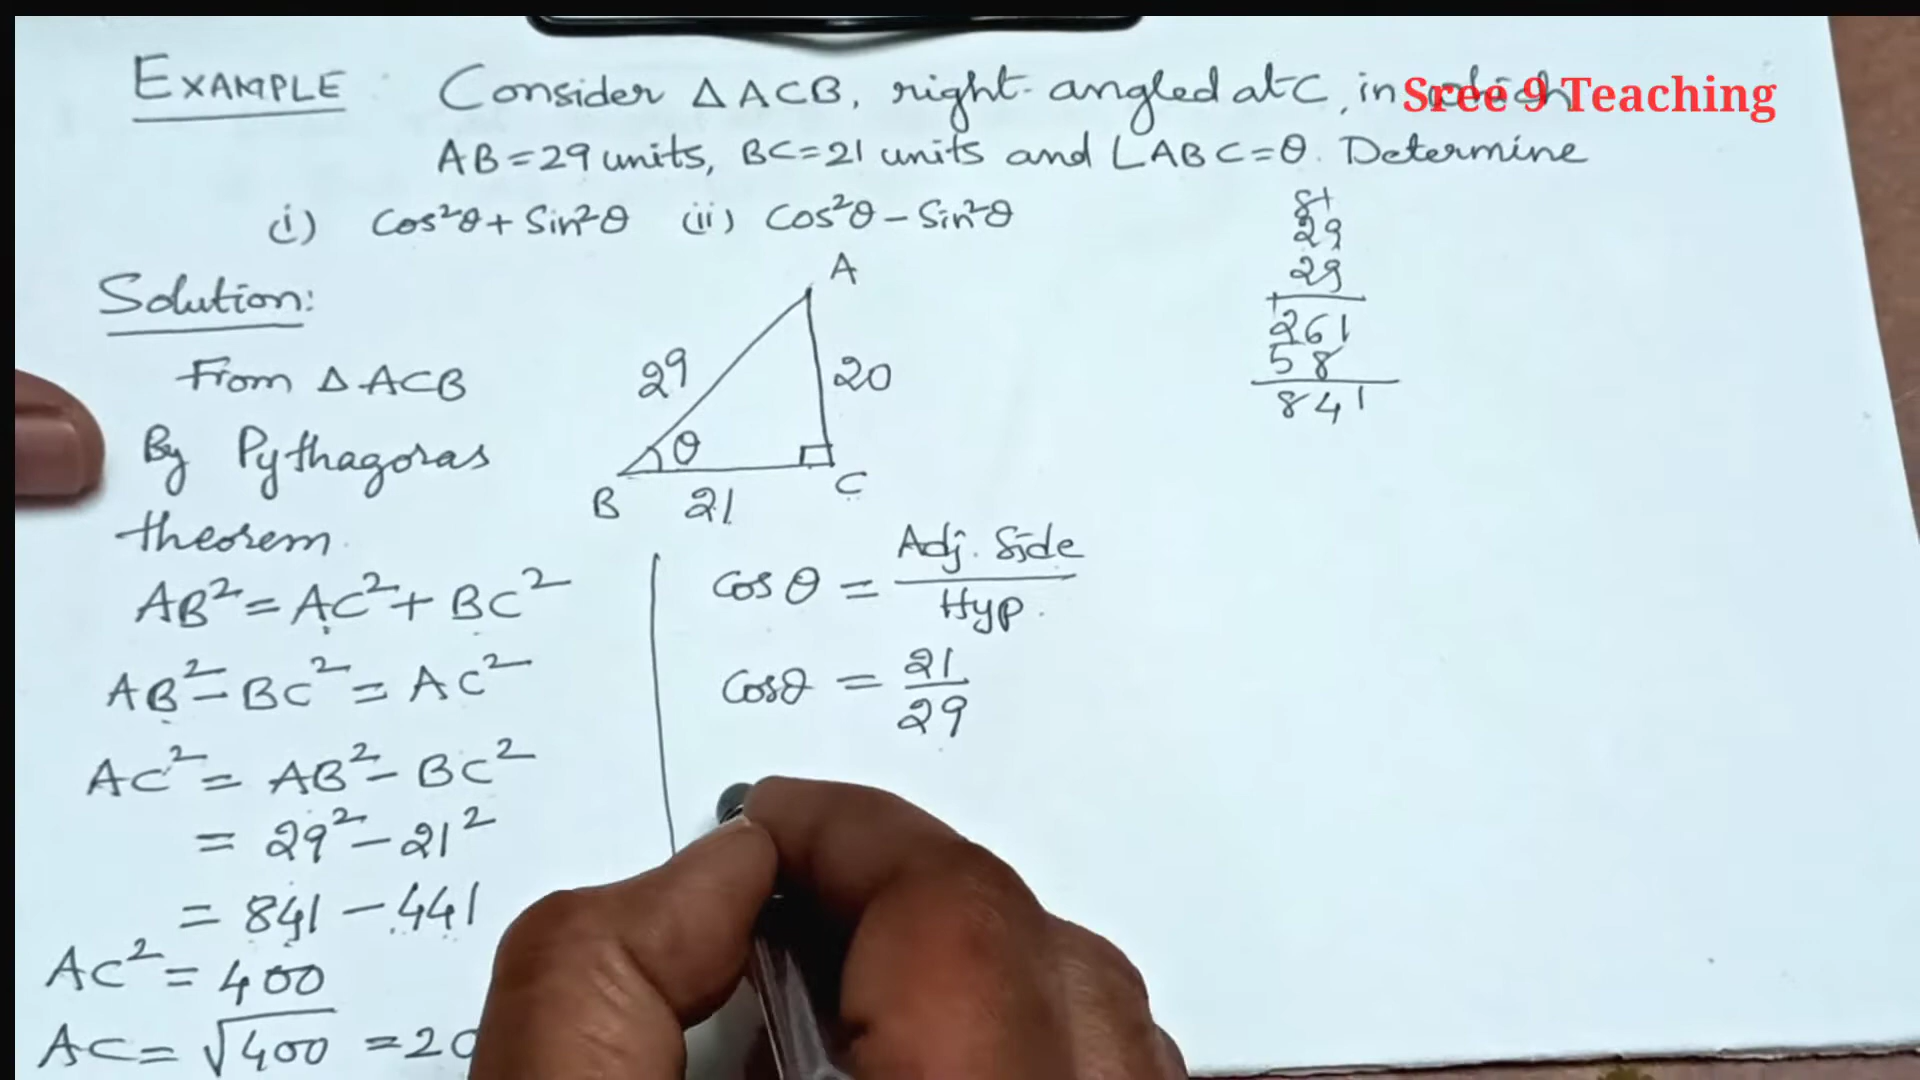 EXAMPLE : Consider △ACB, right-angled at C, in which
Sree 9 Teaching
AB=29 units, BC=21 units and ∠ABC=θ. Determine
(i) Cos²θ+Sin²θ (ii) Cos²θ-Sin²θ
8+
29
29
+
261
58
841
Solution:
From △ACB
By Pythagoras
theorem.
A
29
20
θ
B 21 C
AB²=AC²+BC²
AB²-BC²=AC²
AC²=AB²-BC²
=29²-21²
=841-441
AC²=400
AC=√400=20
Cosθ = Adj. Side / Hyp.
Cosθ = 21/29